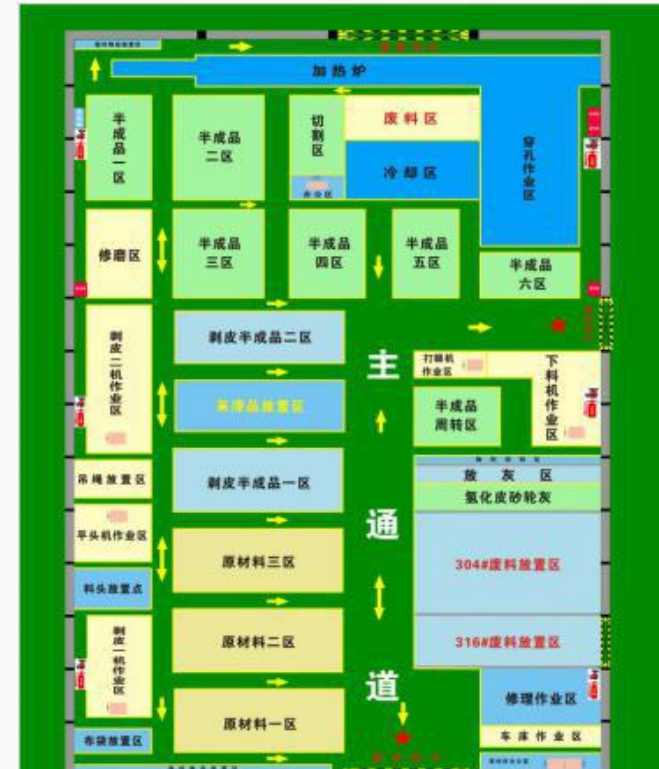 加热炉
半成品一区
半成品
二区
切割区
废料区
冷却区
穿孔作业区
办公区
修磨区
半成品
三区
半成品
四区
半成品
五区
半成品
六区
剥皮二机作业区
剥皮半成品二区
主
打眼机
作业区
下料机作业区
半成品
周转区
吊绳放置区
剥皮半成品一区
放灰区
氢化皮砂轮灰
平头机作业区
通
原材料三区
304#废料放置区
料头放置点
剥皮一机作业区
原材料二区
316#废料放置区
道
修理作业区
原材料一区
布袋放置区
车床作业区